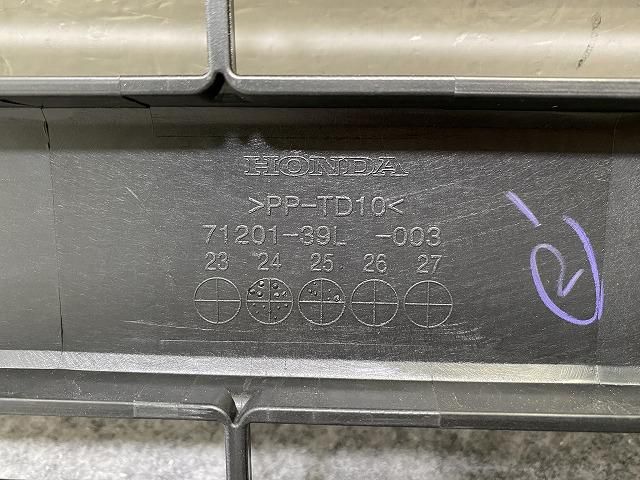 HONDA
>PP-TD10<
71201-39L -003
23 24 25 26 27
R'